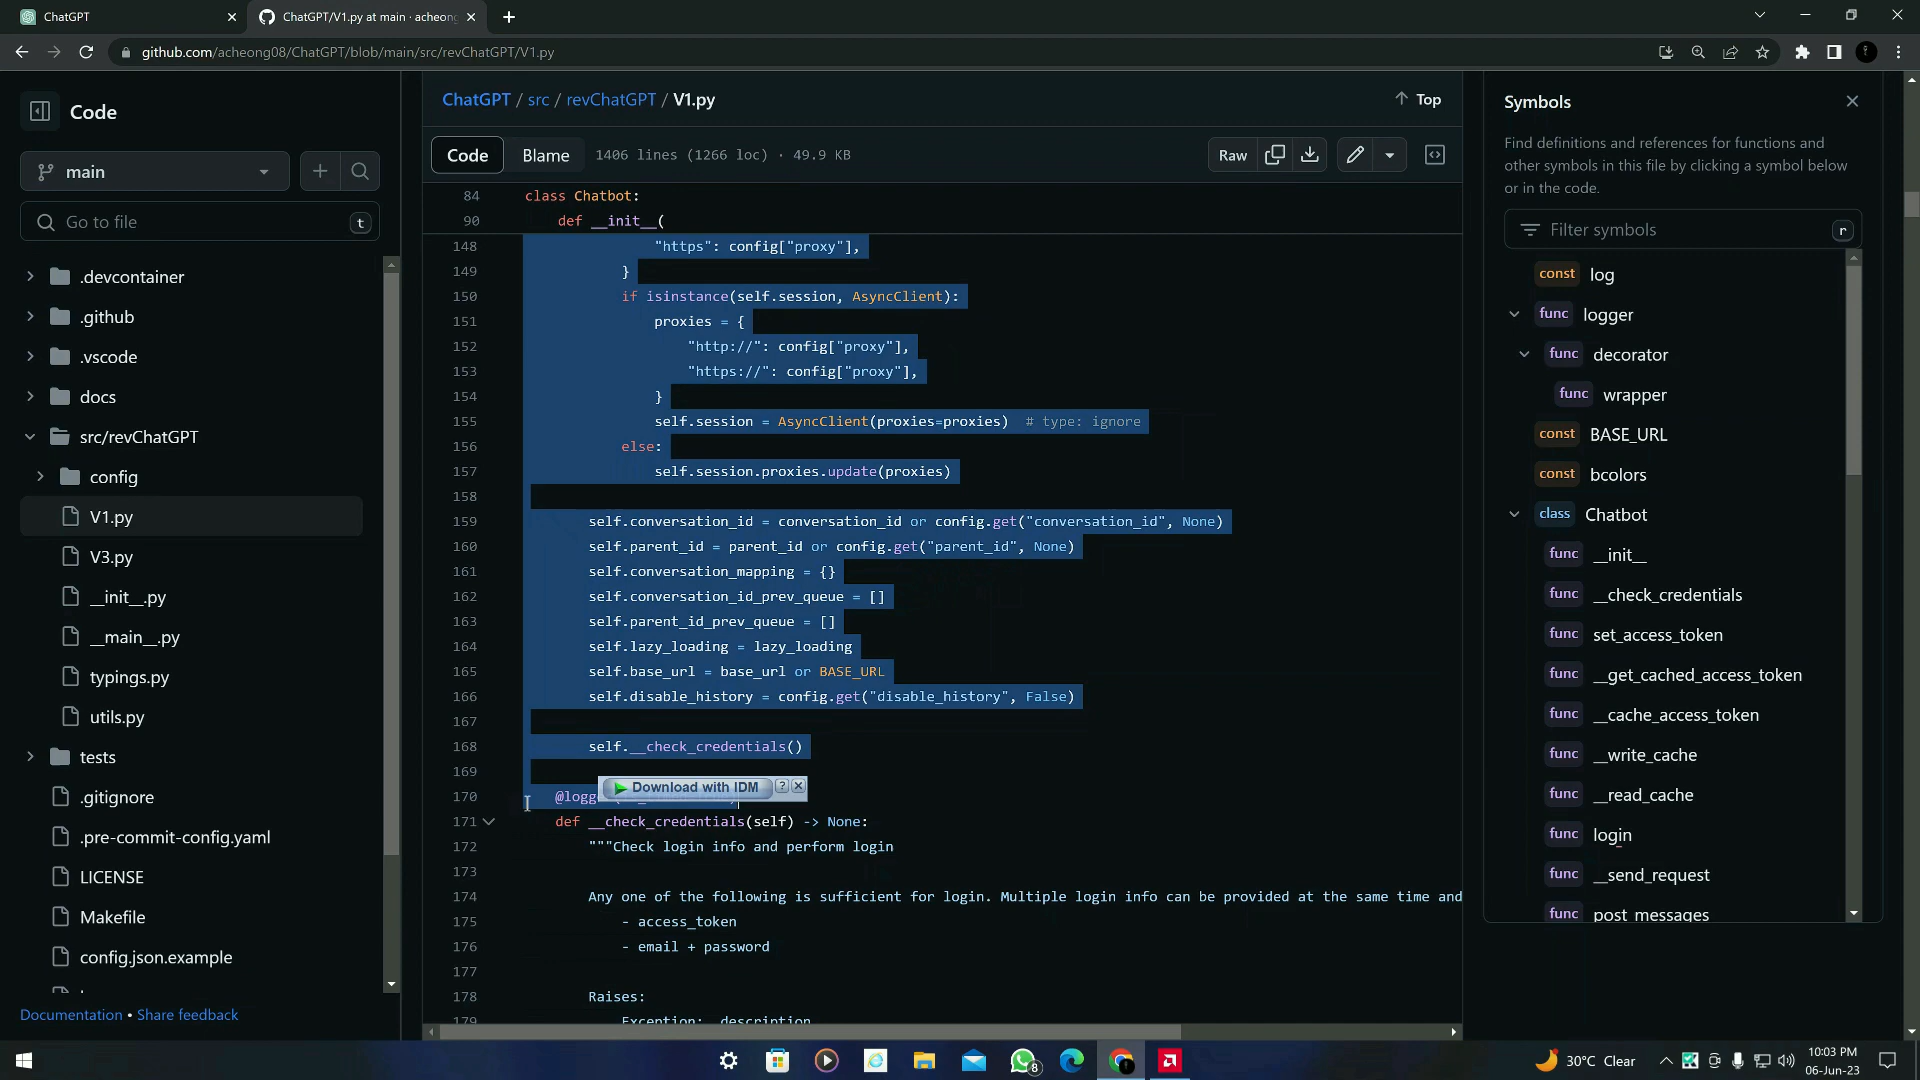 ChatGPT
ChatGPT/V1.py at main · acheong
github.com/acheong08/ChatGPT/blob/main/src/revChatGPT/V1.py
Code
main
Go to file
t
.devcontainer
.github
.vscode
docs
src/revChatGPT
config
V1.py
V3.py
__init__.py
__main__.py
typings.py
utils.py
tests
.gitignore
.pre-commit-config.yaml
LICENSE
Makefile
config.json.example
Documentation • Share feedback
ChatGPT / src / revChatGPT / V1.py
Top
Code
Blame
1406 lines (1266 loc) · 49.9 KB
Raw
84 class Chatbot:
90 def __init__(
148 "https": config["proxy"],
149 }
150 if isinstance(self.session, AsyncClient):
151 proxies = {
152 "http://": config["proxy"],
153 "https://": config["proxy"],
154 }
155 self.session = AsyncClient(proxies=proxies) # type: ignore
156 else:
157 self.session.proxies.update(proxies)
158
159 self.conversation_id = conversation_id or config.get("conversation_id", None)
160 self.parent_id = parent_id or config.get("parent_id", None)
161 self.conversation_mapping = {}
162 self.conversation_id_prev_queue = []
163 self.parent_id_prev_queue = []
164 self.lazy_loading = lazy_loading
165 self.base_url = base_url or BASE_URL
166 self.disable_history = config.get("disable_history", False)
167
168 self.__check_credentials()
169
Download with IDM ?
170 @logg
171 def __check_credentials(self) -> None:
172 """Check login info and perform login
173
174 Any one of the following is sufficient for login. Multiple login info can be provided at the same time and
175 - access_token
176 - email + password
177
178 Raises:
179 Exception: _description_
Symbols
Find definitions and references for functions and
other symbols in this file by clicking a symbol below
or in the code.
Filter symbols
r
const log
func logger
func decorator
func wrapper
const BASE_URL
const bcolors
class Chatbot
func __init__
func __check_credentials
func set_access_token
func __get_cached_access_token
func __cache_access_token
func __write_cache
func __read_cache
func login
func __send_request
func post_messages
8
30°C Clear
10:03 PM
06-Jun-23